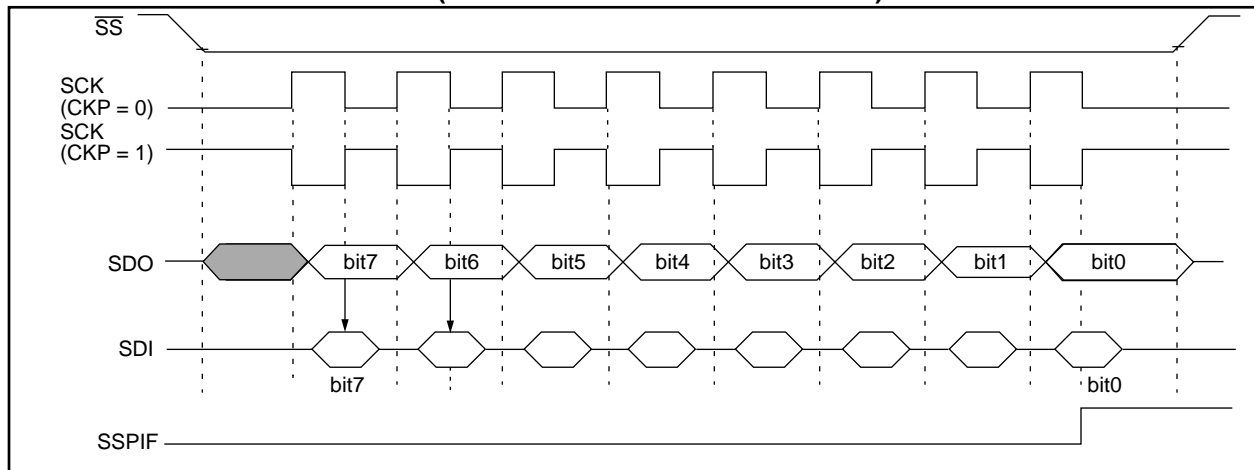 SS
SCK
(CKP = 0)
SCK
(CKP = 1)
SDO
bit7 bit6 bit5 bit4 bit3 bit2 bit1 bit0
SDI
bit7 bit0
SSPIF